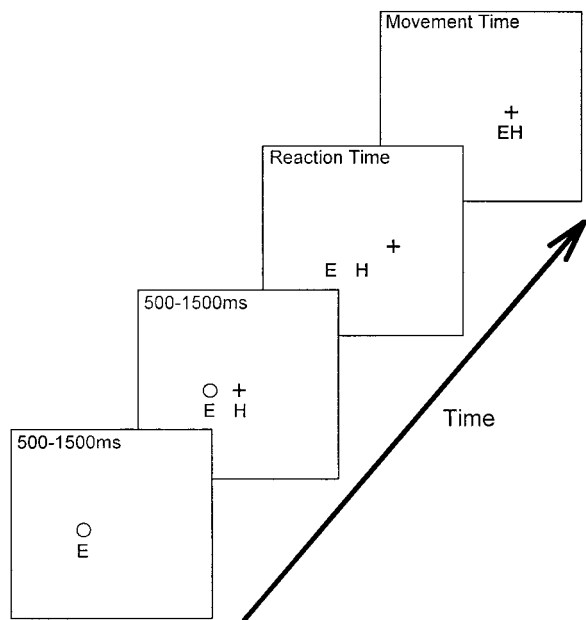 Movement Time
+
EH
Reaction Time
+
E H
500-1500ms
+
E H
Time
500-1500ms
E